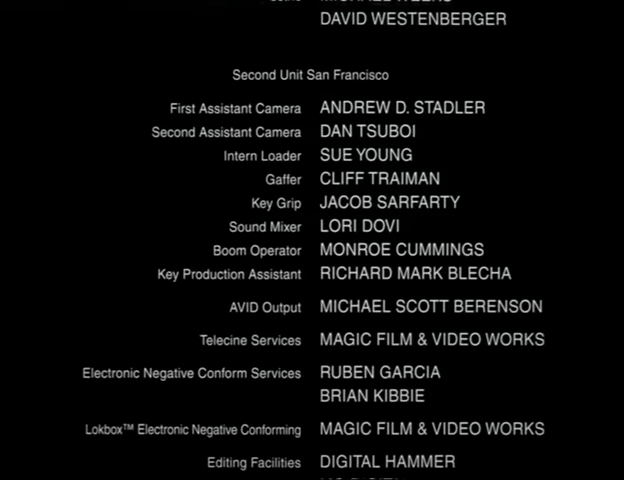 DAVID WESTENBERGER
Second Unit San Francisco
First Assistant Camera ANDREW D. STADLER
Second Assistant Camera DAN TSUBOI
Intern Loader SUE YOUNG
Gaffer CLIFF TRAIMAN
Key Grip JACOB SARFARTY
Sound Mixer LORI DOVI
Boom Operator MONROE CUMMINGS
Key Production Assistant RICHARD MARK BLECHA
AVID Output MICHAEL SCOTT BERENSON
Telecine Services MAGIC FILM & VIDEO WORKS
Electronic Negative Conform Services RUBEN GARCIA
BRIAN KIBBIE
Lokbox™ Electronic Negative Conforming MAGIC FILM & VIDEO WORKS
Editing Facilities DIGITAL HAMMER